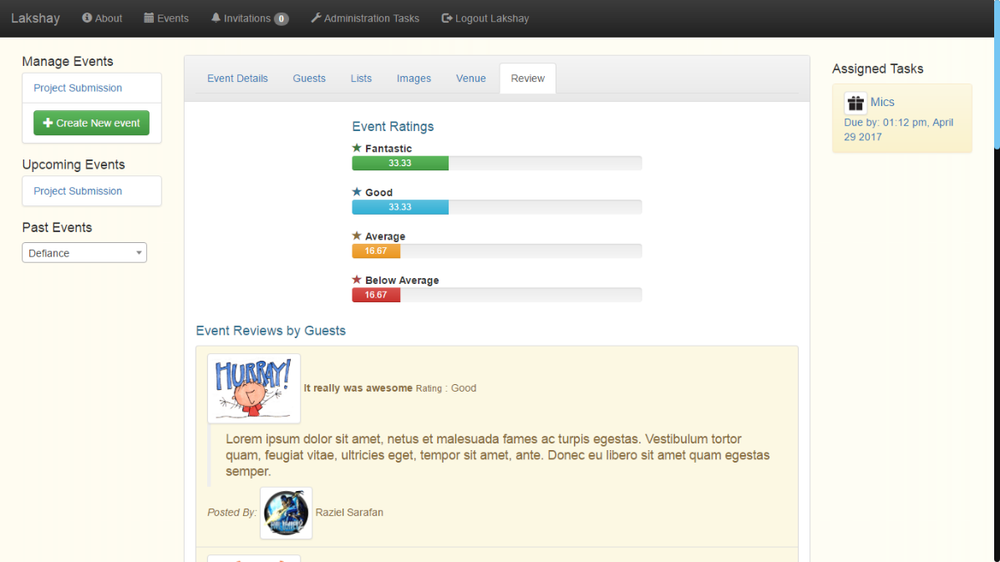 Lakshay About Events Invitations 0 Administration Tasks Logout Lakshay
Manage Events
Project Submission
Create New event
Upcoming Events
Project Submission
Past Events
Defiance
Event Details Guests Lists Images Venue Review
Event Ratings
Fantastic
33.33
Good
33.33
Average
16.67
Below Average
16.67
Event Reviews by Guests
HURRAY!
It really was awesome Rating : Good
Lorem ipsum dolor sit amet, netus et malesuada fames ac turpis egestas. Vestibulum tortor
quam, feugiat vitae, ultricies eget, tempor sit amet, ante. Donec eu libero sit amet quam egestas
semper.
Posted By: Raziel Sarafan
Assigned Tasks
Mics
Due by: 01:12 pm, April
29 2017